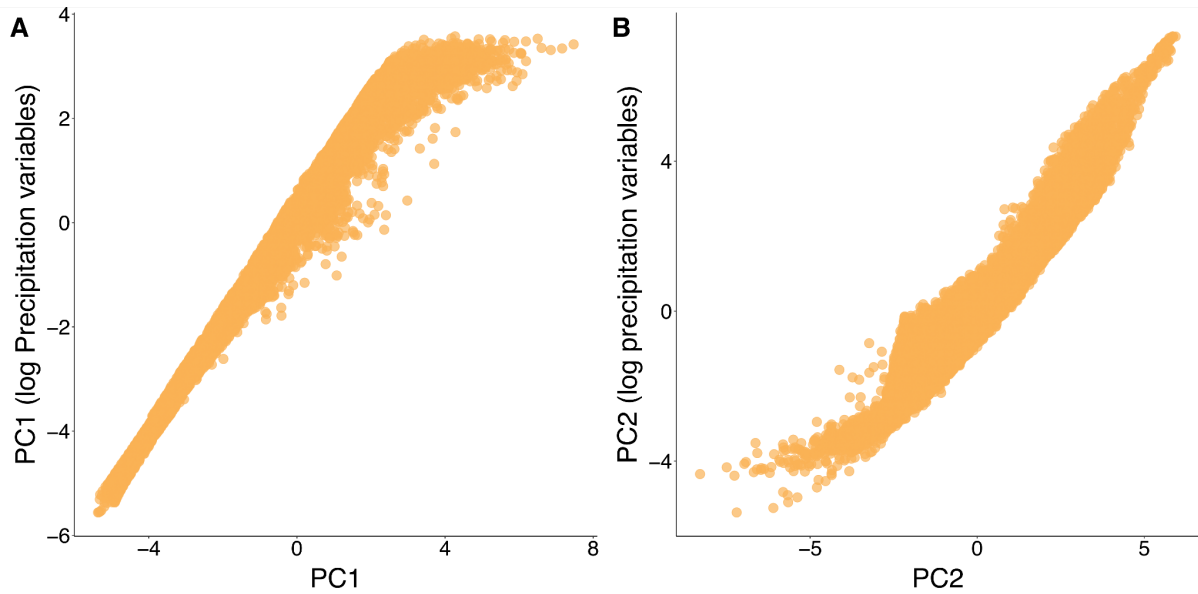 A
PC1 (log Precipitation variables)
4
2
0
−2
−4
−6
−4
0
4
8
PC1
B
PC2 (log precipitation variables)
4
0
−4
−5
0
5
PC2